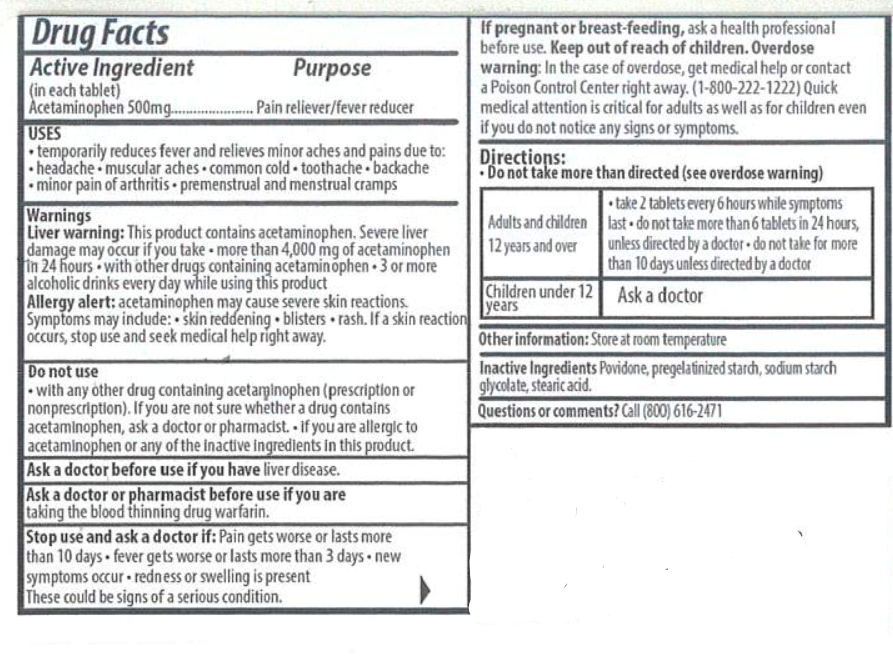 Drug Facts
Active Ingredient Purpose
(in each tablet)
Acetaminophen 500mg....................... Pain reliever/fever reducer
USES
• temporarily reduces fever and relieves minor aches and pains due to:
• headache • muscular aches • common cold • toothache • backache
• minor pain of arthritis • premenstrual and menstrual cramps
Warnings
Liver warning: This product contains acetaminophen. Severe liver
damage may occur if you take • more than 4,000 mg of acetaminophen
in 24 hours • with other drugs containing acetaminophen • 3 or more
alcoholic drinks every day while using this product
Allergy alert: acetaminophen may cause severe skin reactions.
Symptoms may include: • skin reddening • blisters • rash. If a skin reaction
occurs, stop use and seek medical help right away.
Do not use
• with any other drug containing acetaminophen (prescription or
nonprescription). If you are not sure whether a drug contains
acetaminophen, ask a doctor or pharmacist. • if you are allergic to
acetaminophen or any of the inactive ingredients in this product.
Ask a doctor before use if you have liver disease.
Ask a doctor or pharmacist before use if you are
taking the blood thinning drug warfarin.
Stop use and ask a doctor if: Pain gets worse or lasts more
than 10 days • fever gets worse or lasts more than 3 days • new
symptoms occur • redness or swelling is present
These could be signs of a serious condition.
If pregnant or breast-feeding, ask a health professional
before use. Keep out of reach of children. Overdose
warning: In the case of overdose, get medical help or contact
a Poison Control Center right away. (1-800-222-1222) Quick
medical attention is critical for adults as well as for children even
if you do not notice any signs or symptoms.
Directions:
• Do not take more than directed (see overdose warning)
Adults and children
12 years and over
• take 2 tablets every 6 hours while symptoms
last • do not take more than 6 tablets in 24 hours,
unless directed by a doctor • do not take for more
than 10 days unless directed by a doctor
Children under 12
years
Ask a doctor
Other information: Store at room temperature
Inactive Ingredients Povidone, pregelatinized starch, sodium starch
glycolate, stearic acid.
Questions or comments? Call (800) 616-2471